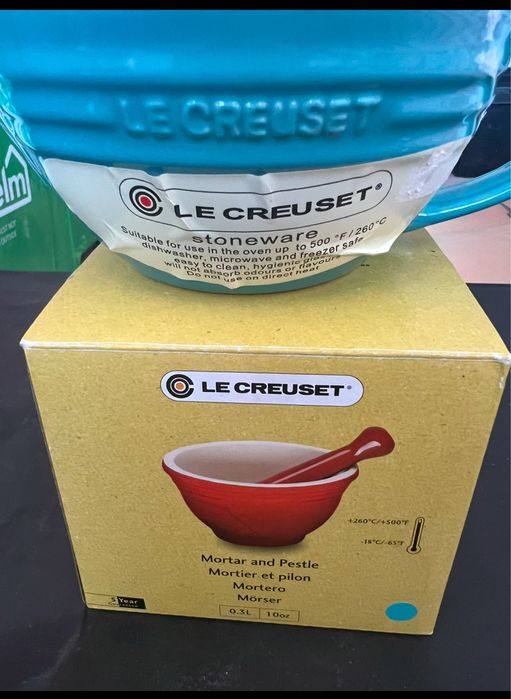 LE CREUSET
LE CREUSET®
stoneware
Suitable for use in the oven up to 500 °F / 260°C
dishwasher, microwave and freezer safe
easy to clean, hygienic glazes
will not absorb odours or flavours
Do not use on direct heat
elm
LE CREUSET®
+260°C/+500°F
-18°C/-65°F
Mortar and Pestle
Mortier et pilon
Mortero
Mörser
5 Year
0.3L 10oz